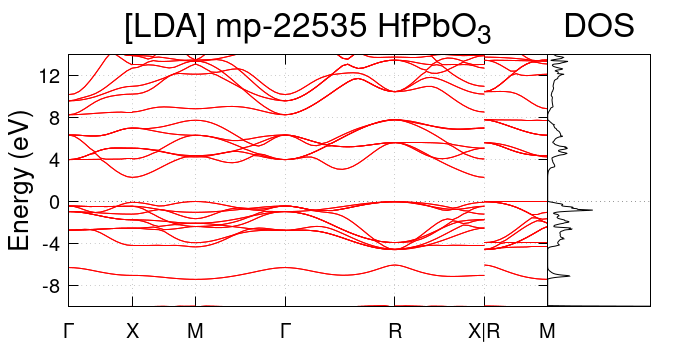 [LDA] mp-22535 HfPbO₃ DOS
Energy (eV)
12
8
4
0
-4
-8
Γ X M Γ R X|R M